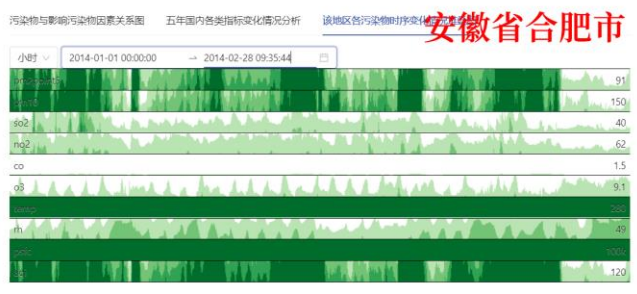 污染物与影响污染物因素关系图 五年国内各类指标变化情况分析 该地区各污染物时序变化
安徽省合肥市
小时 2014-01-01 00:00:00 → 2014-02-28 09:35:44
91
150
so2 40
no2 62
co 1.5
o3 9.1
temp 280
rh 49
psfc 100k
aqi 120